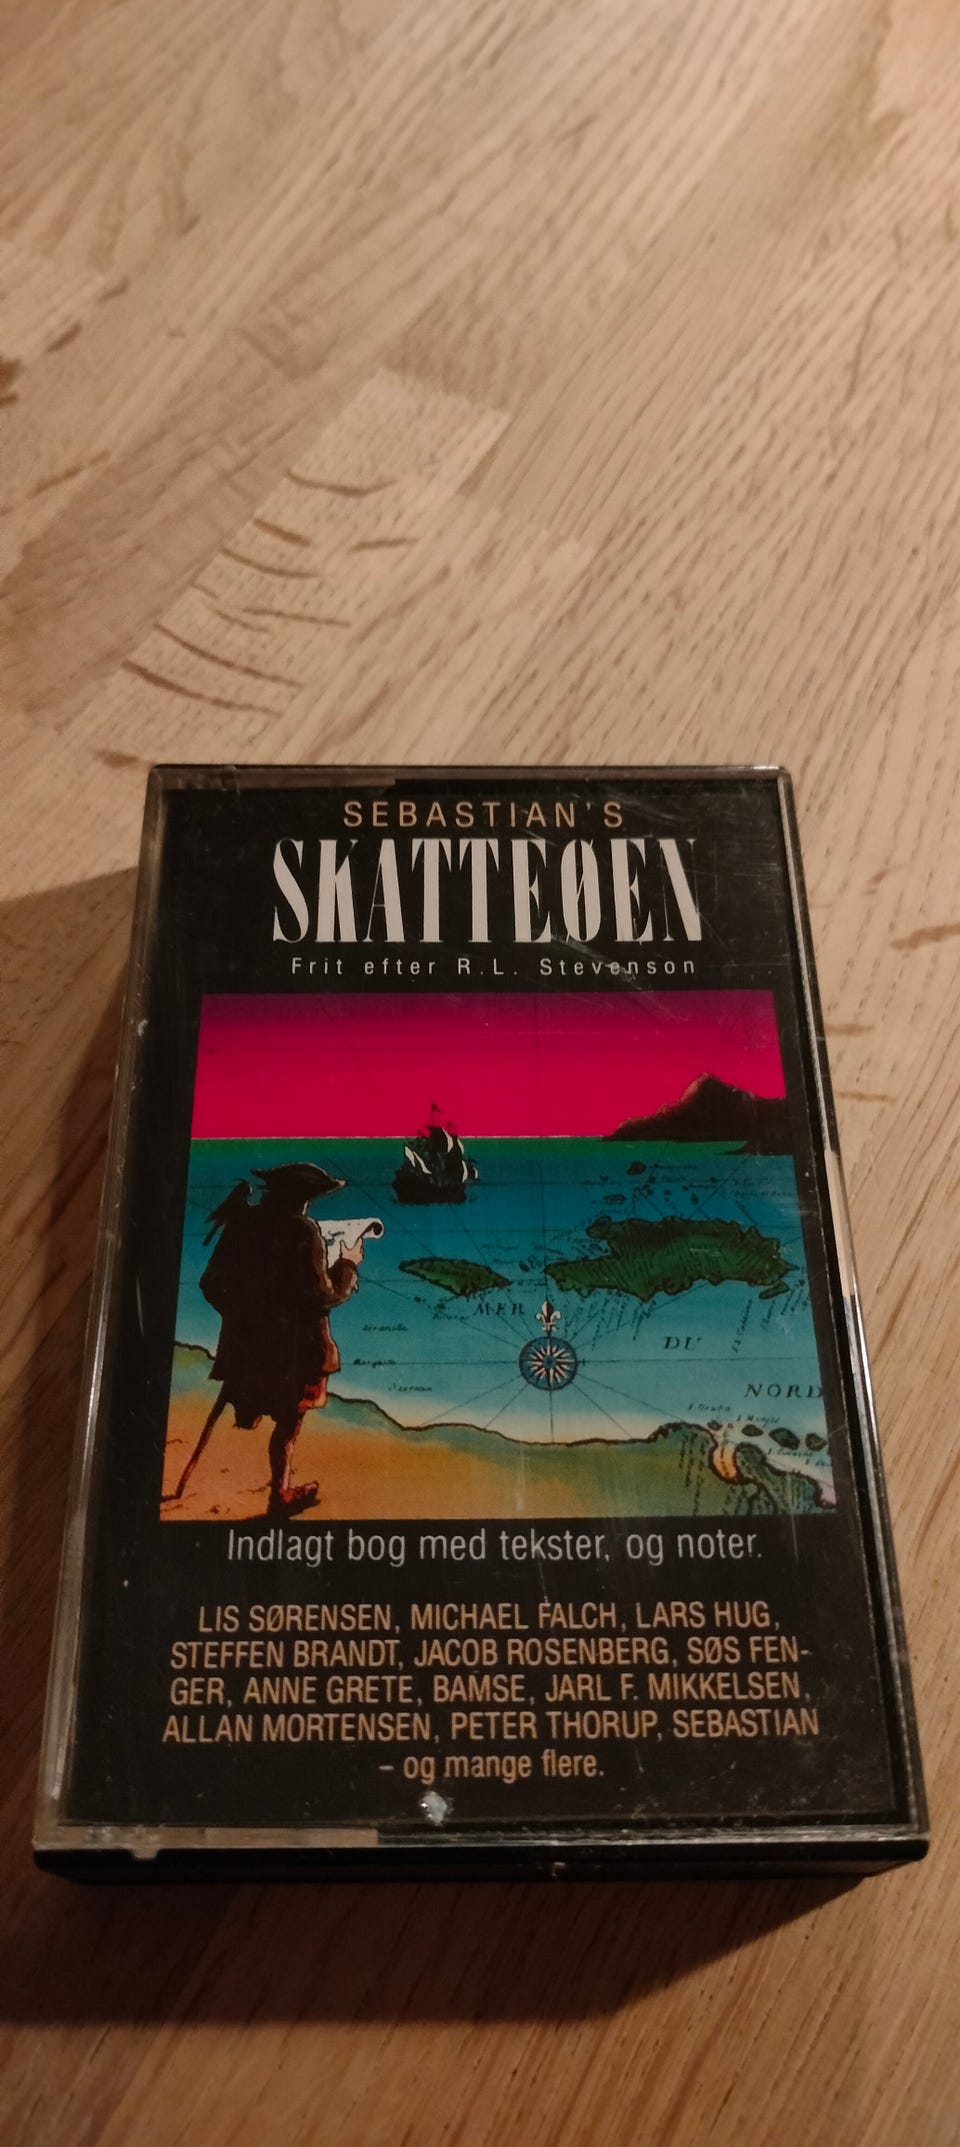 SEBASTIAN'S
SKATTEØEN
Frit efter R.L. Stevenson
MER
DU
NORD
Indlagt bog med tekster, og noter.
LIS SØRENSEN, MICHAEL FALCH, LARS HUG,
STEFFEN BRANDT, JACOB ROSENBERG, SØS FEN-
GER, ANNE GRETE, BAMSE, JARL F. MIKKELSEN,
ALLAN MORTENSEN, PETER THORUP, SEBASTIAN
– og mange flere.